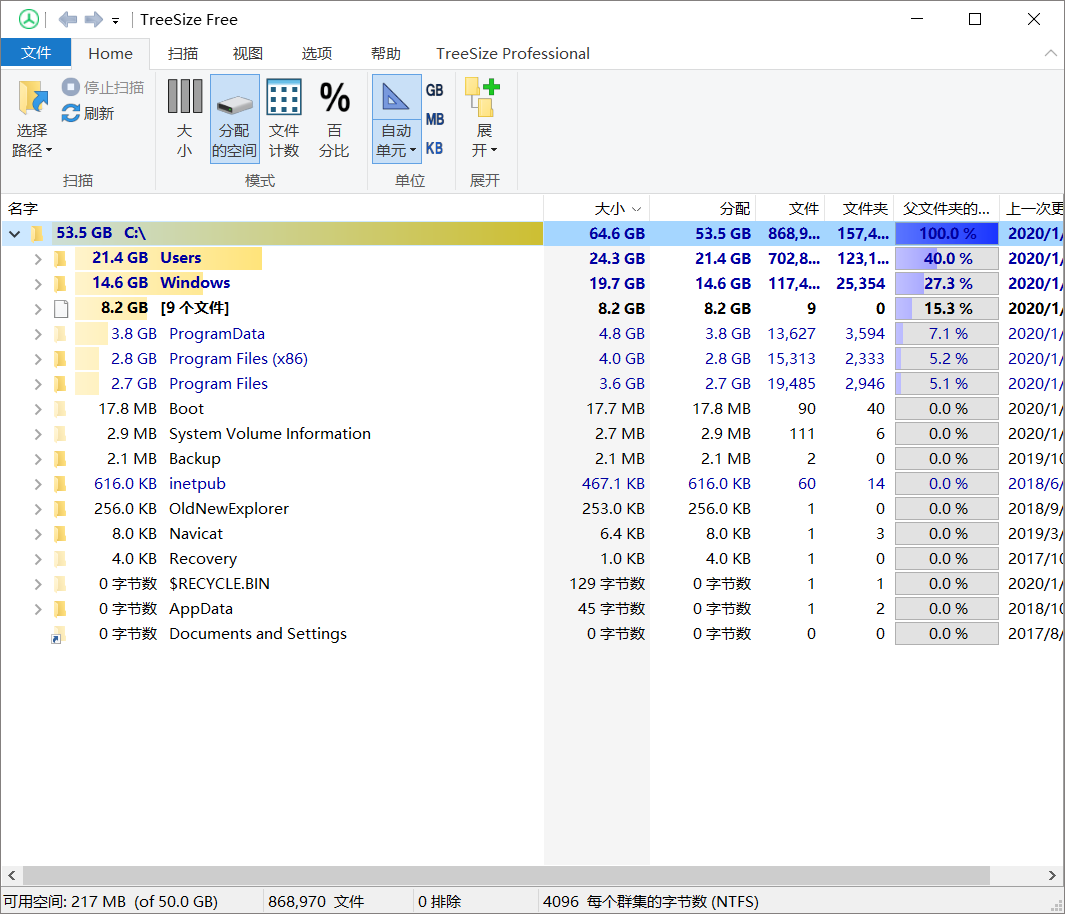 TreeSize Free
文件 Home 扫描 视图 选项 帮助 TreeSize Professional
选择路径 停止扫描 刷新 大小 分配的空间 文件计数 % 百分比 自动单元 GB MB KB 展开
扫描 模式 单位 展开
名字 大小 分配 文件 文件夹 父文件夹的... 上一次更
53.5 GB C:\ 64.6 GB 53.5 GB 868,9... 157,4... 100.0 % 2020/1/
21.4 GB Users 24.3 GB 21.4 GB 702,8... 123,1... 40.0 % 2020/1/
14.6 GB Windows 19.7 GB 14.6 GB 117,4... 25,354 27.3 % 2020/1/
8.2 GB [9 个文件] 8.2 GB 8.2 GB 9 0 15.3 % 2020/1/
3.8 GB ProgramData 4.8 GB 3.8 GB 13,627 3,594 7.1 % 2020/1/
2.8 GB Program Files (x86) 4.0 GB 2.8 GB 15,313 2,333 5.2 % 2020/1/
2.7 GB Program Files 3.6 GB 2.7 GB 19,485 2,946 5.1 % 2020/1/
17.8 MB Boot 17.7 MB 17.8 MB 90 40 0.0 % 2020/1/
2.9 MB System Volume Information 2.7 MB 2.9 MB 111 6 0.0 % 2020/1/
2.1 MB Backup 2.1 MB 2.1 MB 2 0 0.0 % 2019/10
616.0 KB inetpub 467.1 KB 616.0 KB 60 14 0.0 % 2018/6/
256.0 KB OldNewExplorer 253.0 KB 256.0 KB 1 0 0.0 % 2018/9/
8.0 KB Navicat 6.4 KB 8.0 KB 1 3 0.0 % 2019/3/
4.0 KB Recovery 1.0 KB 4.0 KB 1 0 0.0 % 2017/10
0 字节数 $RECYCLE.BIN 129 字节数 0 字节数 1 1 0.0 % 2020/1/
0 字节数 AppData 45 字节数 0 字节数 1 2 0.0 % 2018/10
0 字节数 Documents and Settings 0 字节数 0 字节数 0 0 0.0 % 2017/8/
可用空间: 217 MB (of 50.0 GB) 868,970 文件 0 排除 4096 每个群集的字节数 (NTFS)